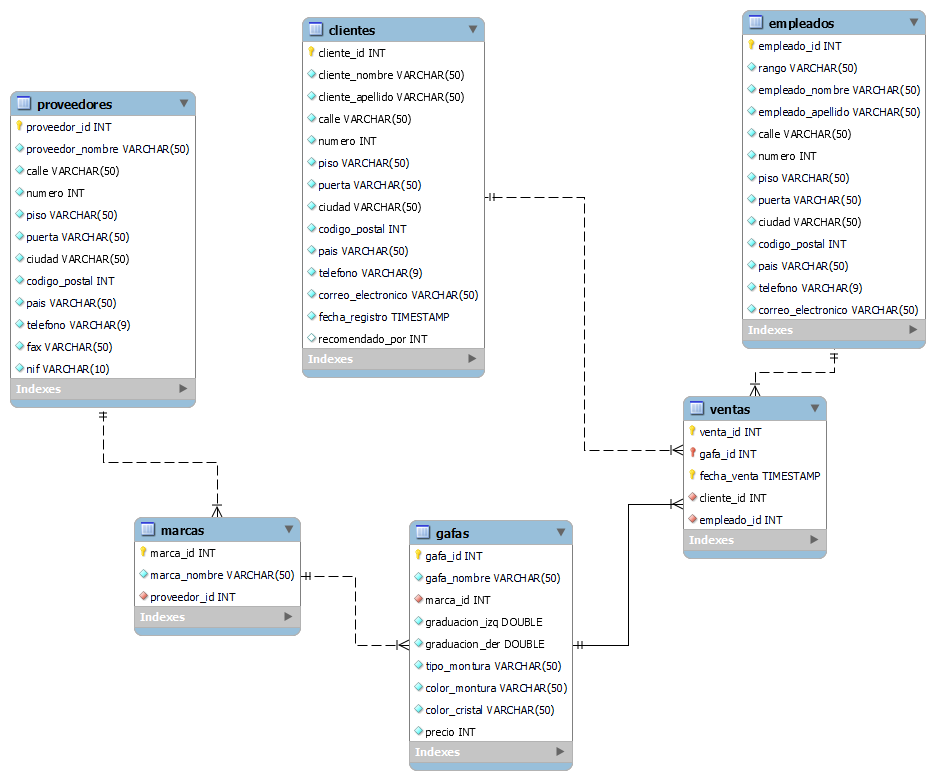 proveedores
proveedor_id INT
proveedor_nombre VARCHAR(50)
calle VARCHAR(50)
numero INT
piso VARCHAR(50)
puerta VARCHAR(50)
ciudad VARCHAR(50)
codigo_postal INT
pais VARCHAR(50)
telefono VARCHAR(9)
fax VARCHAR(50)
nif VARCHAR(10)
Indexes
clientes
cliente_id INT
cliente_nombre VARCHAR(50)
cliente_apellido VARCHAR(50)
calle VARCHAR(50)
numero INT
piso VARCHAR(50)
puerta VARCHAR(50)
ciudad VARCHAR(50)
codigo_postal INT
pais VARCHAR(50)
telefono VARCHAR(9)
correo_electronico VARCHAR(50)
fecha_registro TIMESTAMP
recomendado_por INT
Indexes
empleados
empleado_id INT
rango VARCHAR(50)
empleado_nombre VARCHAR(50)
empleado_apellido VARCHAR(50)
calle VARCHAR(50)
numero INT
piso VARCHAR(50)
puerta VARCHAR(50)
ciudad VARCHAR(50)
codigo_postal INT
pais VARCHAR(50)
telefono VARCHAR(9)
correo_electronico VARCHAR(50)
Indexes
ventas
venta_id INT
gafa_id INT
fecha_venta TIMESTAMP
cliente_id INT
empleado_id INT
Indexes
marcas
marca_id INT
marca_nombre VARCHAR(50)
proveedor_id INT
Indexes
gafas
gafa_id INT
gafa_nombre VARCHAR(50)
marca_id INT
graduacion_izq DOUBLE
graduacion_der DOUBLE
tipo_montura VARCHAR(50)
color_montura VARCHAR(50)
color_cristal VARCHAR(50)
precio INT
Indexes